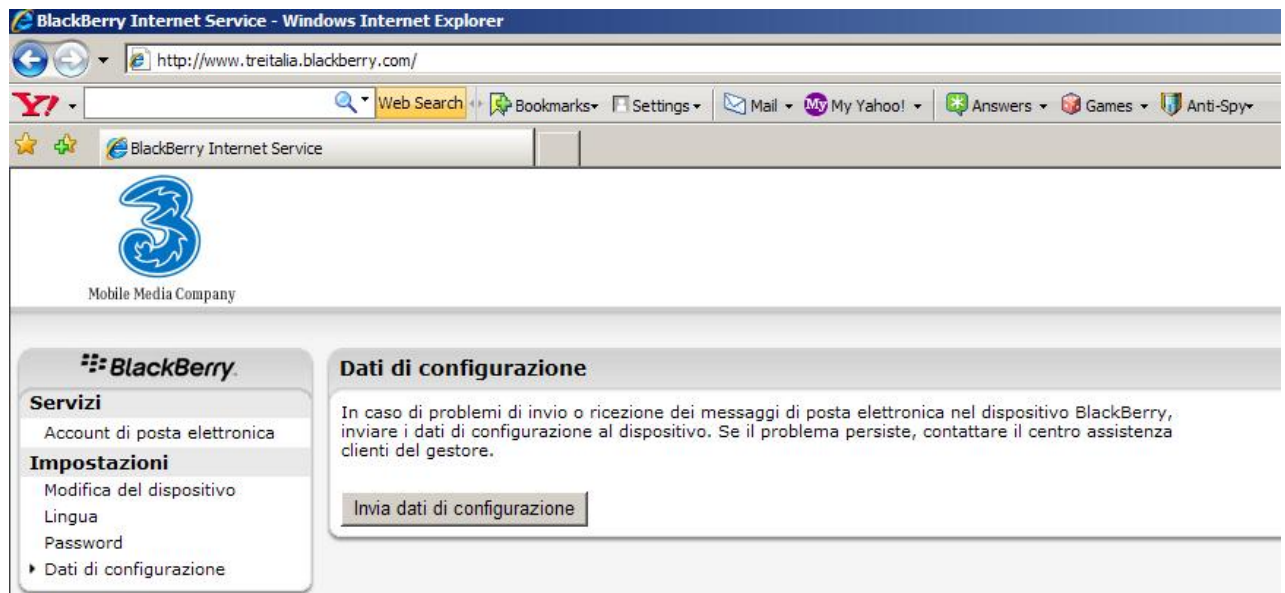 BlackBerry Internet Service - Windows Internet Explorer
http://www.treitalia.blackberry.com/
Y! Web Search Bookmarks Settings Mail My My Yahoo! Answers Games Anti-Spy
BlackBerry Internet Service
3
Mobile Media Company
BlackBerry.
Servizi
Account di posta elettronica
Impostazioni
Modifica del dispositivo
Lingua
Password
Dati di configurazione
Dati di configurazione
In caso di problemi di invio o ricezione dei messaggi di posta elettronica nel dispositivo BlackBerry,
inviare i dati di configurazione al dispositivo. Se il problema persiste, contattare il centro assistenza
clienti del gestore.
Invia dati di configurazione